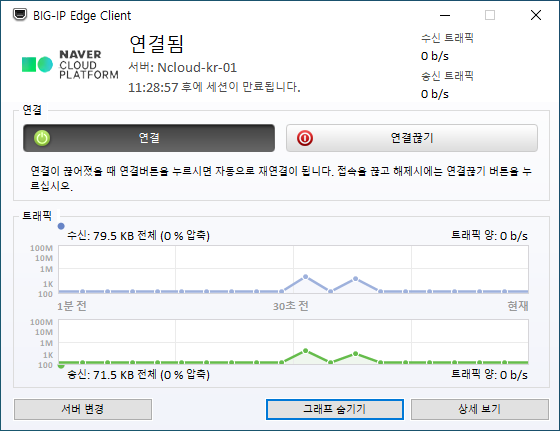 BIG-IP Edge Client
NAVER
CLOUD
PLATFORM
연결됨
서버: Ncloud-kr-01
11:28:57 후에 세션이 만료됩니다.
수신 트래픽
0 b/s
송신 트래픽
0 b/s
연결
연결
연결끊기
연결이 끊어졌을 때 연결버튼을 누르시면 자동으로 재연결이 됩니다. 접속을 끊고 해제시에는 연결끊기 버튼을 누
르십시오.
트래픽
수신: 79.5 KB 전체 (0 % 압축)
트래픽 양: 0 b/s
100M
10M
1M
1K
100
1분 전
30초 전
현재
100M
10M
1M
1K
100
송신: 71.5 KB 전체 (0 % 압축)
트래픽 양: 0 b/s
서버 변경
그래프 숨기기
상세 보기